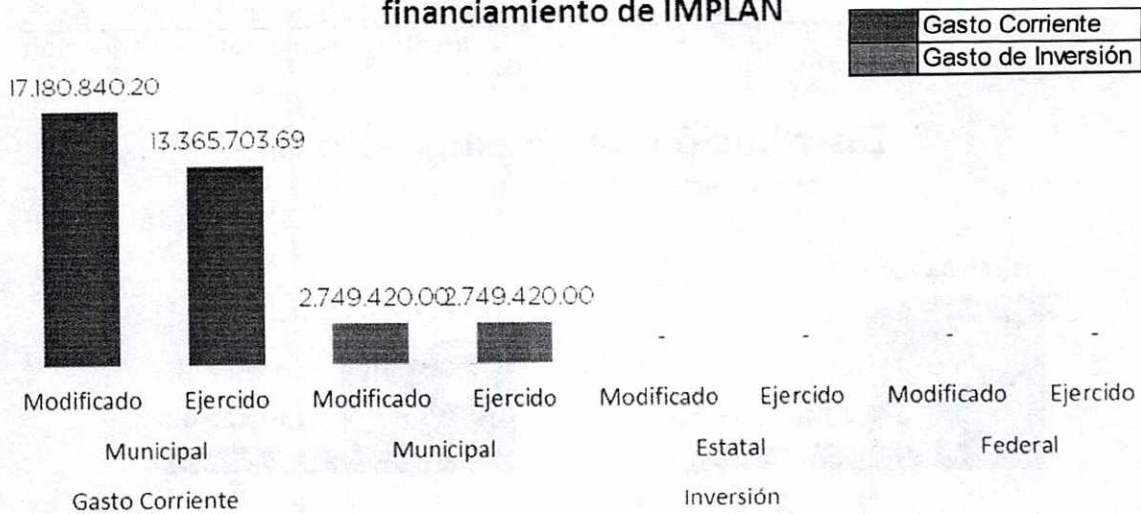 financiamiento de IMPLAN
Gasto Corriente
Gasto de Inversión
17.180.840.20
13.365.703.69
2.749.420.00
2.749.420.00
-
-
-
-
Modificado Ejercido Modificado Ejercido Modificado Ejercido Modificado Ejercido
Municipal Municipal Estatal Federal
Gasto Corriente Inversión